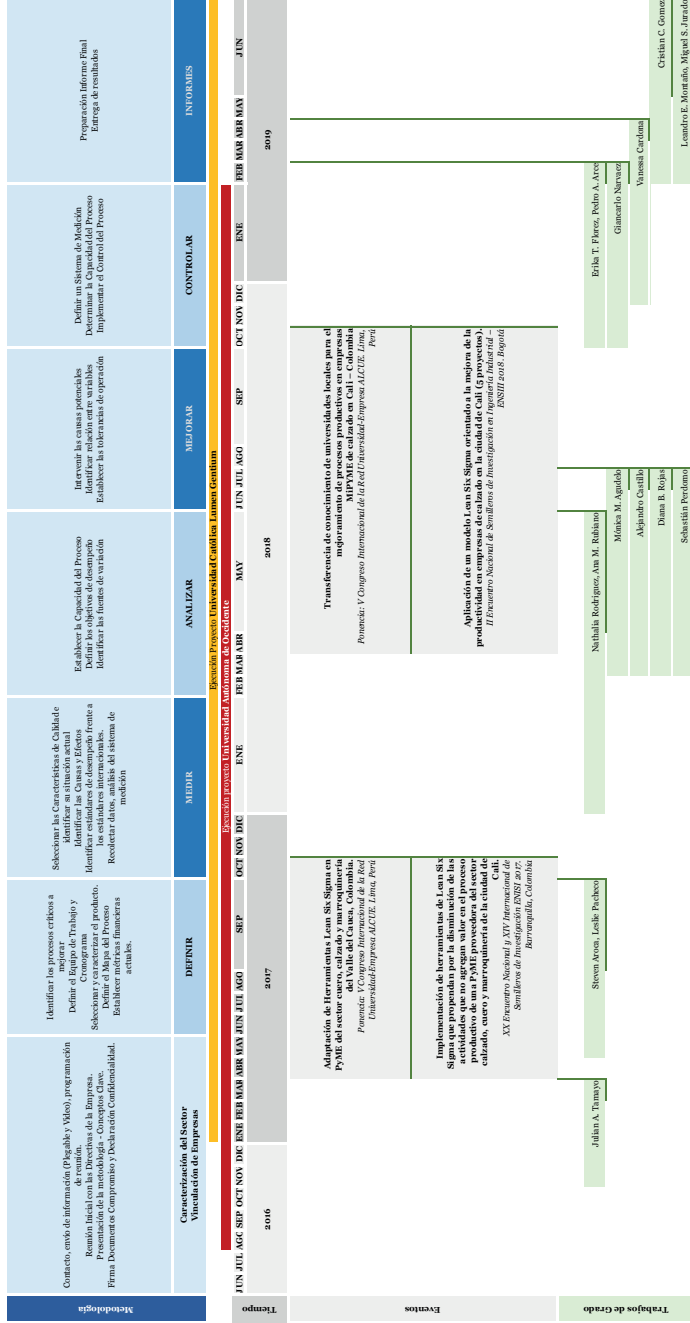 Metodología
Contacto, envío de información (Plegable y Video), programación
de reunión.
Reunión Inicial con las Directivas de la Empresa.
Presentación de la metodología - Conceptos Clave.
Firma Documentos Compromiso y Declaración Confidencialidad.
Identificar los procesos críticos a
mejorar
Definir el Equipo de Trabajo y
Cronograma
Seleccionar y caracterizar el producto.
Definir el Mapa del Proceso
Establecer métricas financieras
actuales.
Seleccionar las Características de Calidad e
identificar su situación actual
Identificar las Causas y Efectos
Identificar estándares de desempeño frente a
los estándares internacionales.
Recolectar datos, análisis del sistema de
medición
Establecer la Capacidad del Proceso
Definir los objetivos de desempeño
Identificar las fuentes de variación
Intervenir las causas potenciales
Identificar relación entre variables
Establecer las tolerancias de operación
Definir un Sistema de Medición
Determinar la Capacidad del Proceso
Implementar el Control del Proceso
Preparación Informe Final
Entrega de resultados
Caracterización del Sector
Vinculación de Empresas
DEFINIR
MEDIR
ANALIZAR
MEJORAR
CONTROLAR
INFORMES
Ejecución Proyecto Universidad Católica Lumen Gentium
Ejecución proyecto Universidad Autónoma de Occidente
Tiempo
JUN JUL AGO SEP OCT NOV DIC ENE FEB MAR ABR MAY JUN JUL AGO SEP OCT NOV DIC ENE FEB MAR ABR MAY JUN JUL AGO SEP OCT NOV DIC ENE FEB MAR ABR MAY JUN
2016 2017 2018 2019
Eventos
Adaptación de Herramientas Lean Six Sigma en
PyME del sector cuero, calzado y marroquinería
del Valle del Cauca, Colombia.
Ponencia: V Congreso Internacional de la Red
Universidad-Empresa ALCUE. Lima, Perú
Implementación de herramientas de Lean Six
Sigma que propendan por la disminución de las
actividades que no agregan valor en el proceso
productivo de una PyME proveedora del sector
calzado, cuero y marroquinería de la ciudad de
Cali.
XX Encuentro Nacional y XIV Internacional de
Semilleros de Investigación ENISI 2017.
Barranquilla, Colombia
Transferencia de conocimiento de universidades locales para el
mejoramiento de procesos productivos en empresas
MiPYME de calzado en Cali – Colombia
Ponencia: V Congreso Internacional de la Red Universidad-Empresa ALCUE. Lima,
Perú
Aplicación de un modelo Lean Six Sigma orientado a la mejora de la
productividad en empresas de calzado en la ciudad de Cali (5 proyectos).
II Encuentro Nacional de Semilleros de Investigación en Ingeniería Industrial –
ENSIII 2018. Bogotá
Trabajos de Grado
Julian A. Tamayo
Steven Aroca, Leslie Pacheco
Nathalia Rodriguez, Ana M. Rubiano
Mónica M. Agudelo
Alejandro Castillo
Diana B. Rojas
Sebastián Perdomo
Erika T. Florez, Pedro A. Arce
Giancarlo Narvaez
Vanessa Cardona
Cristian C. Gomez
Leandro E. Montaño, Miguel S. Jurado